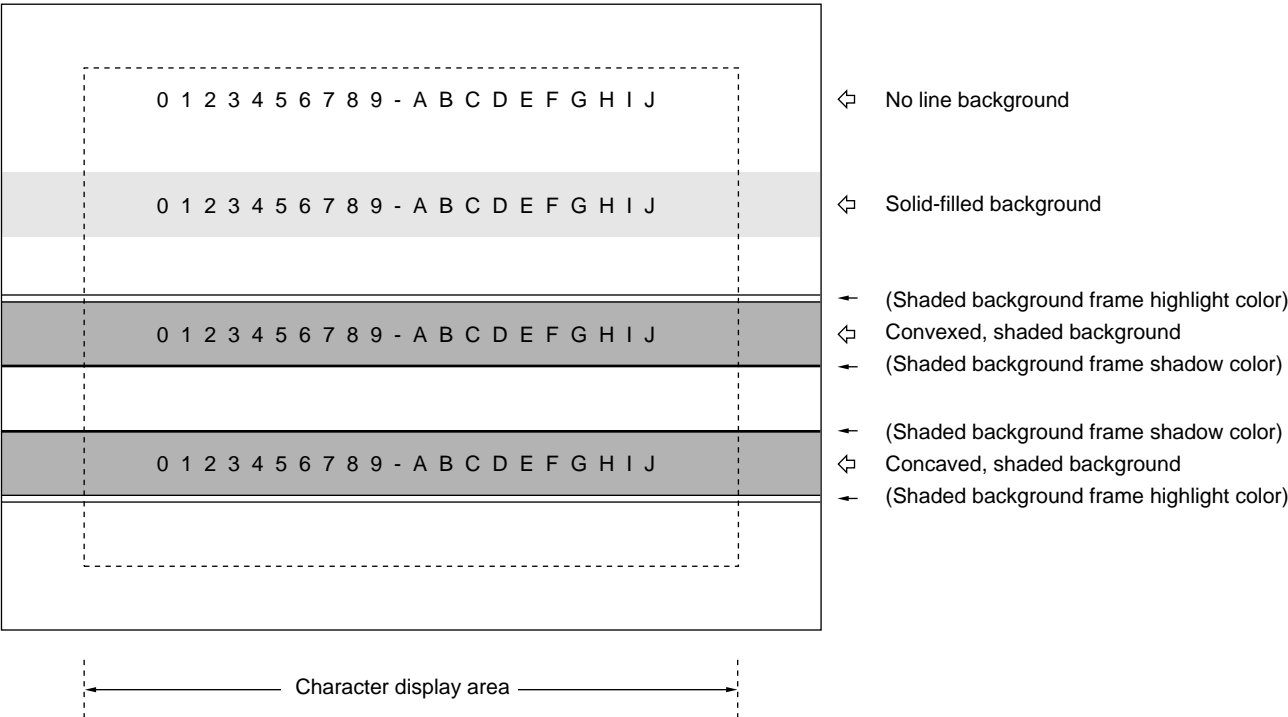 0 1 2 3 4 5 6 7 8 9 - A B C D E F G H I J
No line background
0 1 2 3 4 5 6 7 8 9 - A B C D E F G H I J
Solid-filled background
(Shaded background frame highlight color)
0 1 2 3 4 5 6 7 8 9 - A B C D E F G H I J
Convexed, shaded background
(Shaded background frame shadow color)
(Shaded background frame shadow color)
0 1 2 3 4 5 6 7 8 9 - A B C D E F G H I J
Concaved, shaded background
(Shaded background frame highlight color)
Character display area